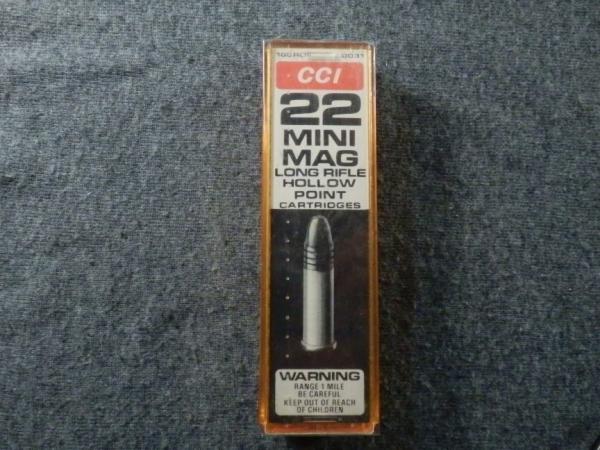 CCI
22
MINI
MAG
LONG RIFLE
HOLLOW
POINT
CARTRIDGES
WARNING
RANGE 1 MILE
BE CAREFUL
KEEP OUT OF REACH
OF CHILDREN